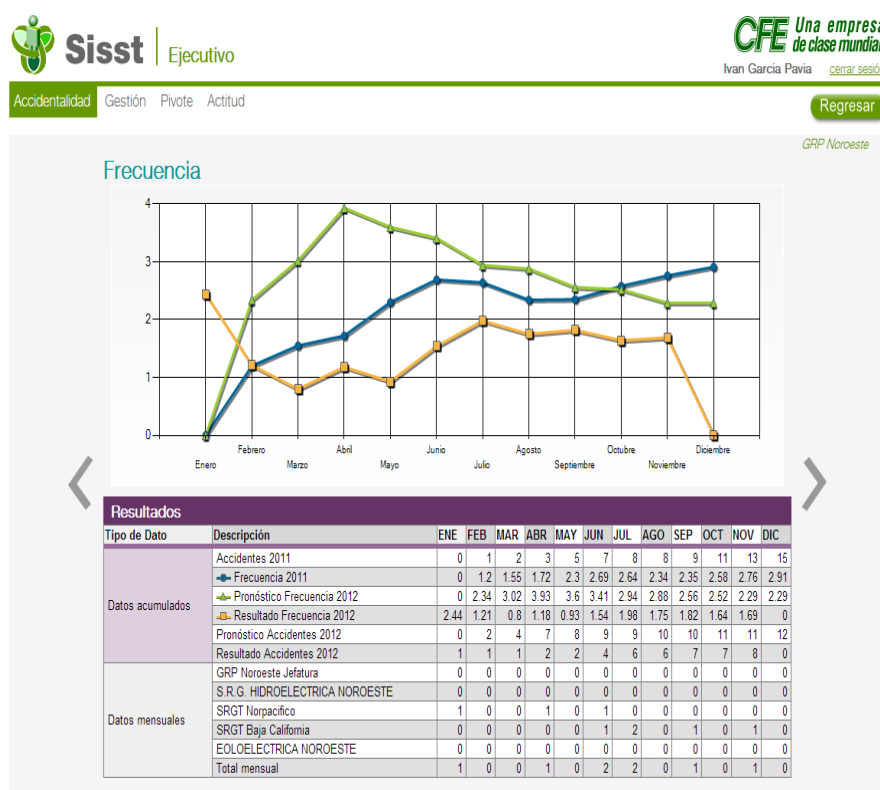 Sisst Ejecutivo
CFE Una empresa
de clase mundial
Ivan Garcia Pavia cerrar sesió
Accidentalidad Gestión Pivote Actitud
Regresar
GRP Noroeste
Frecuencia
4
3
2
1
0
Febrero Abril Junio Agosto Octubre Diciembre
Enero Marzo Mayo Julio Septiembre Noviembre
Resultados
Tipo de Dato Descripción ENE FEB MAR ABR MAY JUN JUL AGO SEP OCT NOV DIC
Datos acumulados
Accidentes 2011 0 1 2 3 5 7 8 8 9 11 13 15
Frecuencia 2011 0 1.2 1.55 1.72 2.3 2.69 2.64 2.34 2.35 2.58 2.76 2.91
Pronóstico Frecuencia 2012 0 2.34 3.02 3.93 3.6 3.41 2.94 2.88 2.56 2.52 2.29 2.29
Resultado Frecuencia 2012 2.44 1.21 0.8 1.18 0.93 1.54 1.98 1.75 1.82 1.64 1.69 0
Pronóstico Accidentes 2012 0 2 4 7 8 9 9 10 10 11 11 12
Resultado Accidentes 2012 1 1 1 2 2 4 6 6 7 7 8 0
Datos mensuales
GRP Noroeste Jefatura 0 0 0 0 0 0 0 0 0 0 0 0
S.R.G. HIDROELECTRICA NOROESTE 0 0 0 0 0 0 0 0 0 0 0 0
SRGT Norpacifico 1 0 0 1 0 1 0 0 0 0 0 0
SRGT Baja California 0 0 0 0 0 1 2 0 1 0 1 0
EOLOELECTRICA NOROESTE 0 0 0 0 0 0 0 0 0 0 0 0
Total mensual 1 0 0 1 0 2 2 0 1 0 1 0